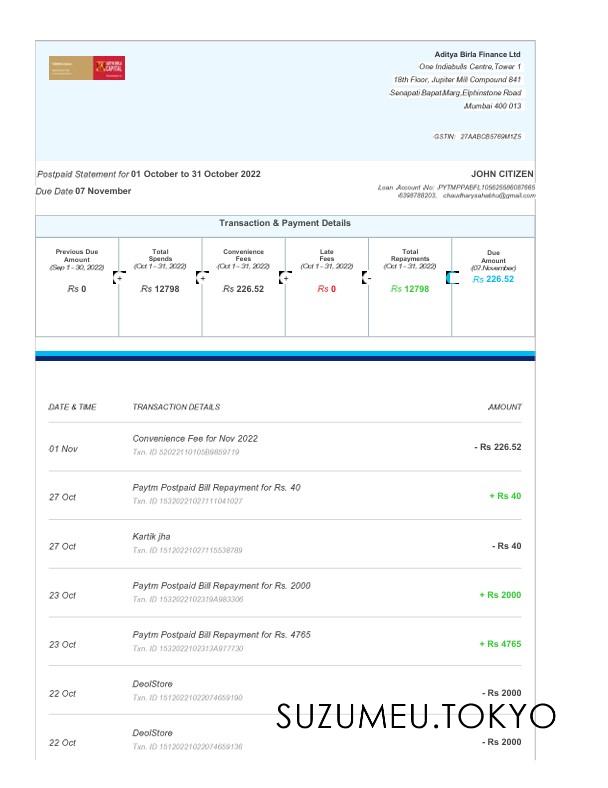 ADITYA BIRLA
CAPITAL
Aditya Birla Finance Ltd
One Indiabulls Centre,Tower 1
18th Floor, Jupiter Mill Compound 841
Senapati Bapat Marg,Elphinstone Road
Mumbai 400 013
GSTIN: 27AABCB5769M1Z5
Postpaid Statement for 01 October to 31 October 2022
JOHN CITIZEN
Due Date 07 November
Loan Account No: PYTMPPABFL105625586087665
6398788203, chaudharysahabhu@gmail.com
Transaction & Payment Details
Previous Due Amount (Sep 1 - 30, 2022) Rs 0
+
Total Spends (Oct 1 - 31, 2022) Rs 12798
+
Convenience Fees (Oct 1 - 31, 2022) Rs 226.52
+
Late Fees (Oct 1 - 31, 2022) Rs 0
-
Total Repayments (Oct 1 - 31, 2022) Rs 12798
Due Amount (07.November) Rs 226.52
DATE & TIME TRANSACTION DETAILS AMOUNT
Convenience Fee for Nov 2022
01 Nov - Rs 226.52
Txn. ID 52022110105B9859719
Paytm Postpaid Bill Repayment for Rs. 40
27 Oct + Rs 40
Txn. ID 15320221027111041027
Kartik jha
27 Oct - Rs 40
Txn. ID 15120221027115538789
Paytm Postpaid Bill Repayment for Rs. 2000
23 Oct + Rs 2000
Txn. ID 1532022102319A983306
Paytm Postpaid Bill Repayment for Rs. 4765
23 Oct + Rs 4765
Txn. ID 1532022102313A977730
DeolStore
22 Oct - Rs 2000
Txn. ID 15120221022074659190
SUZUMEU.TOKYO
DeolStore
22 Oct - Rs 2000
Txn. ID 15120221022074659136